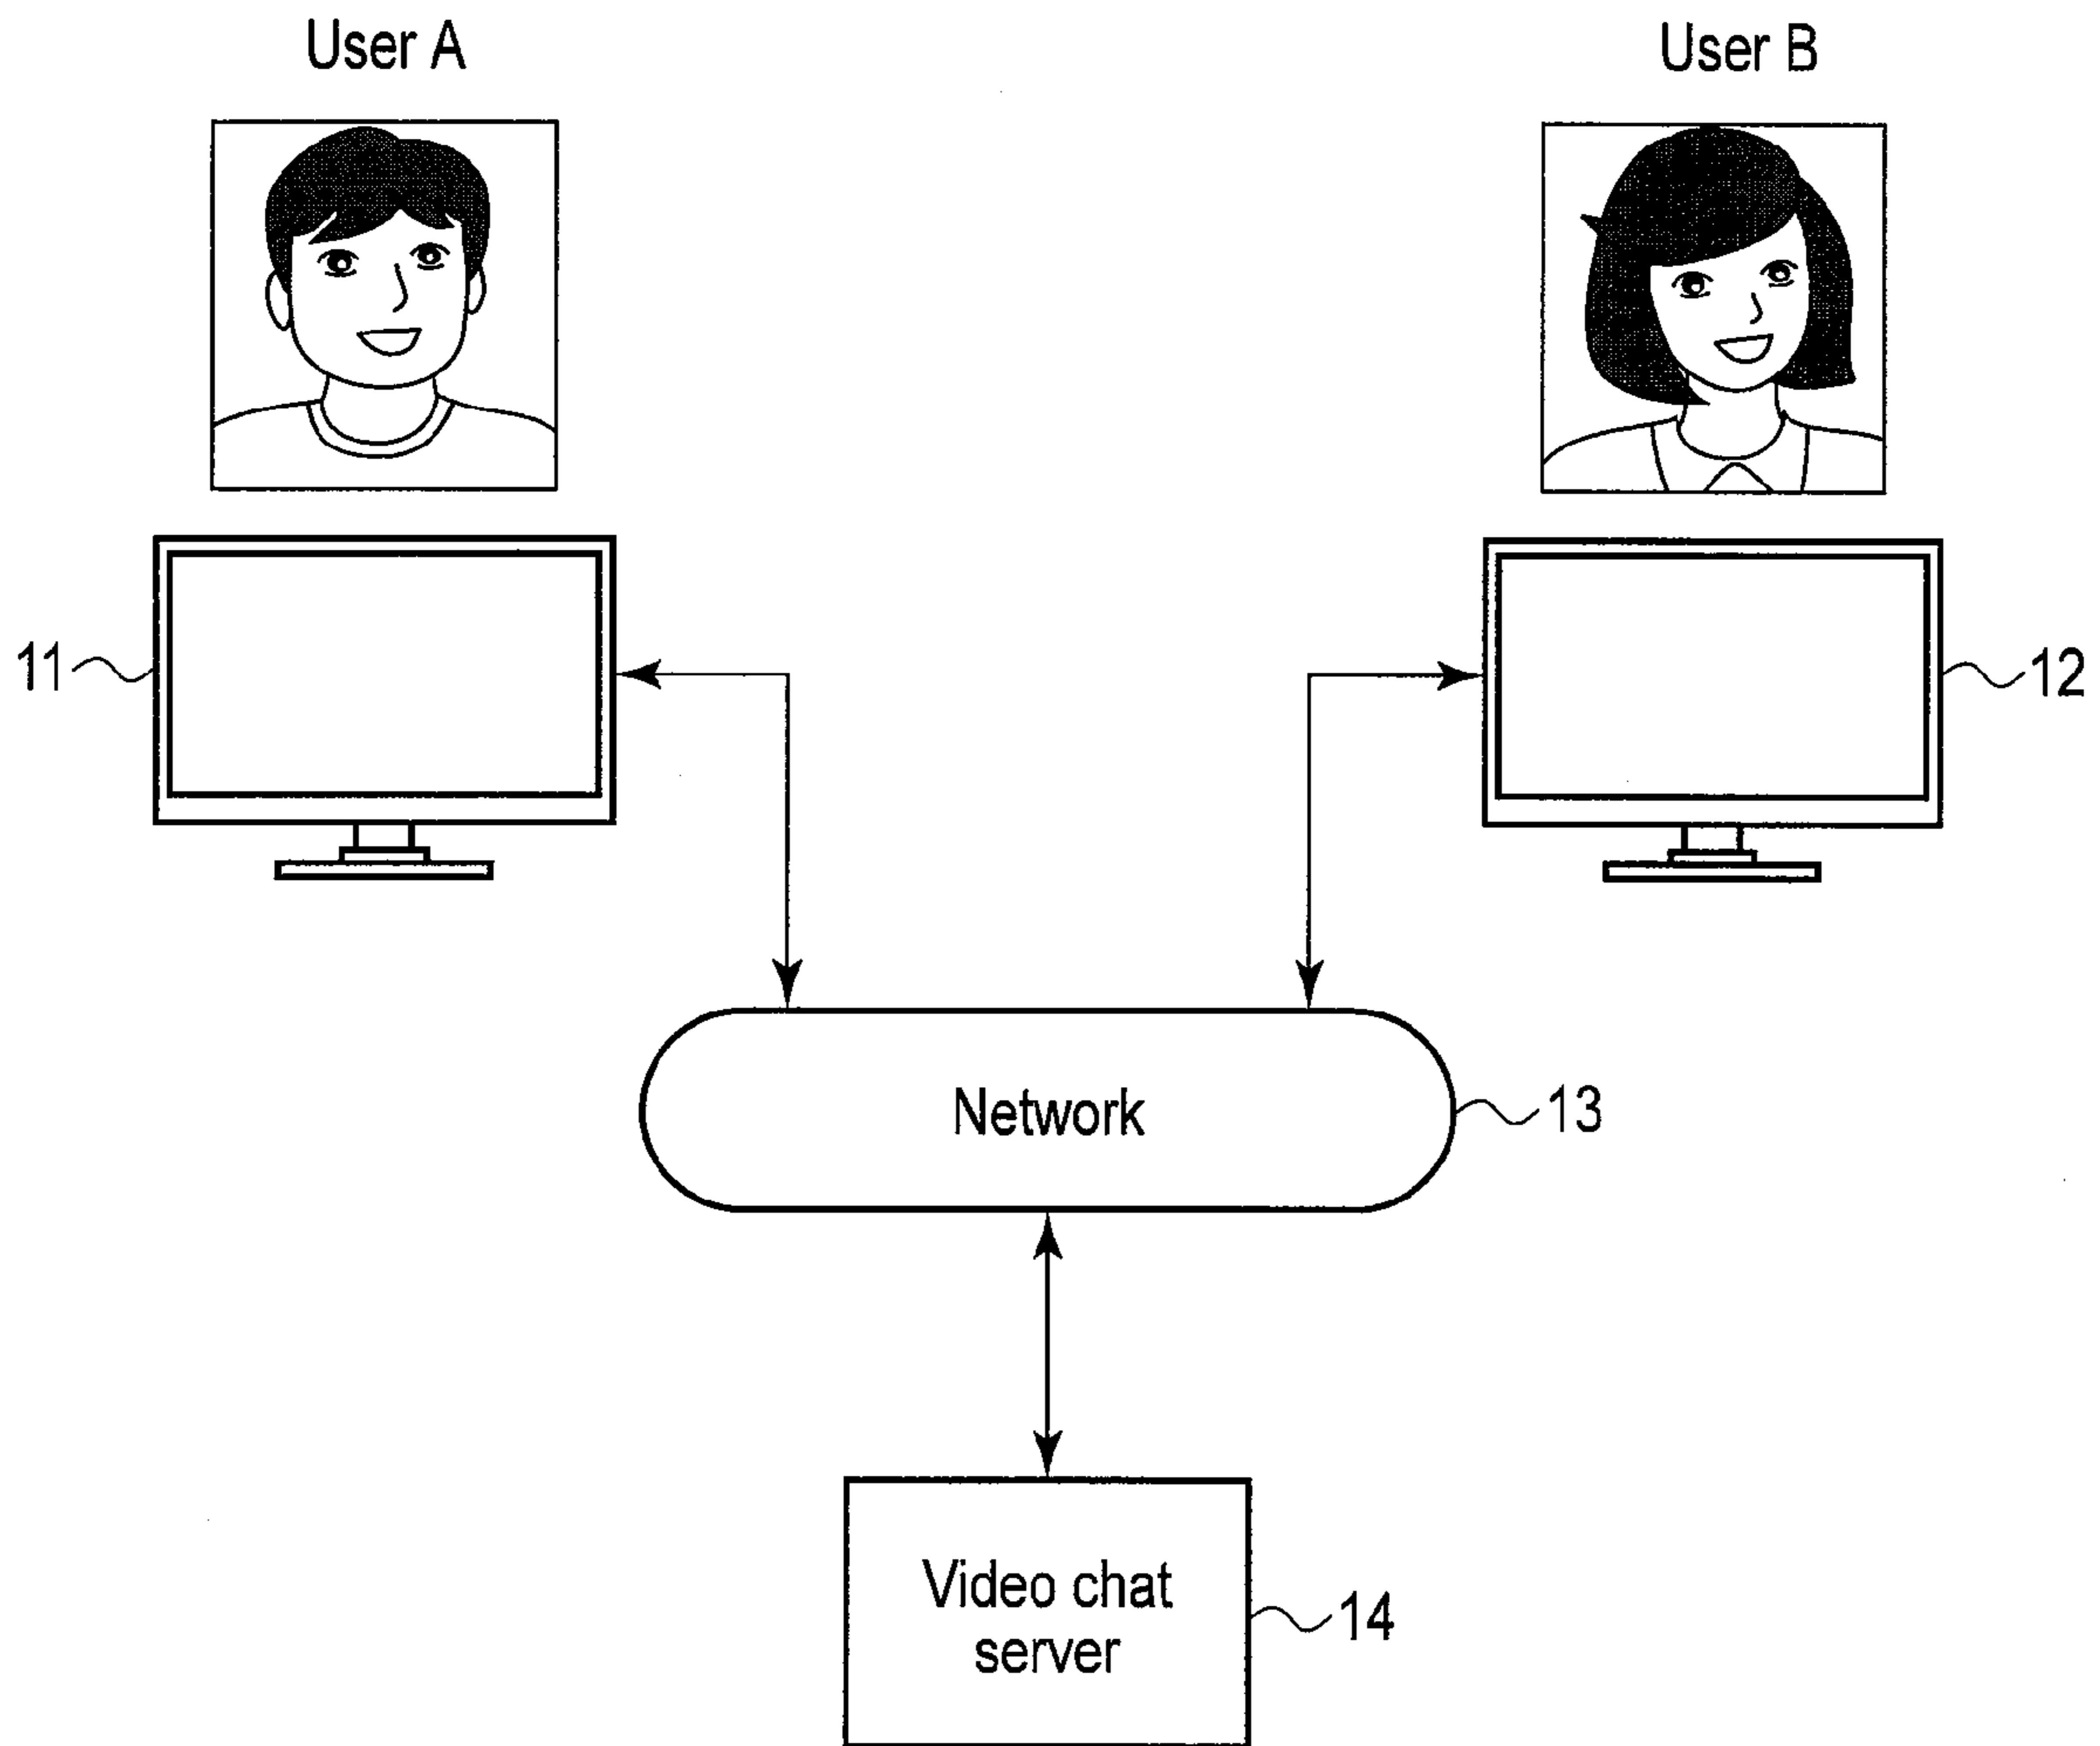 User A
User B
11
12
Network
13
Video chat
server
14